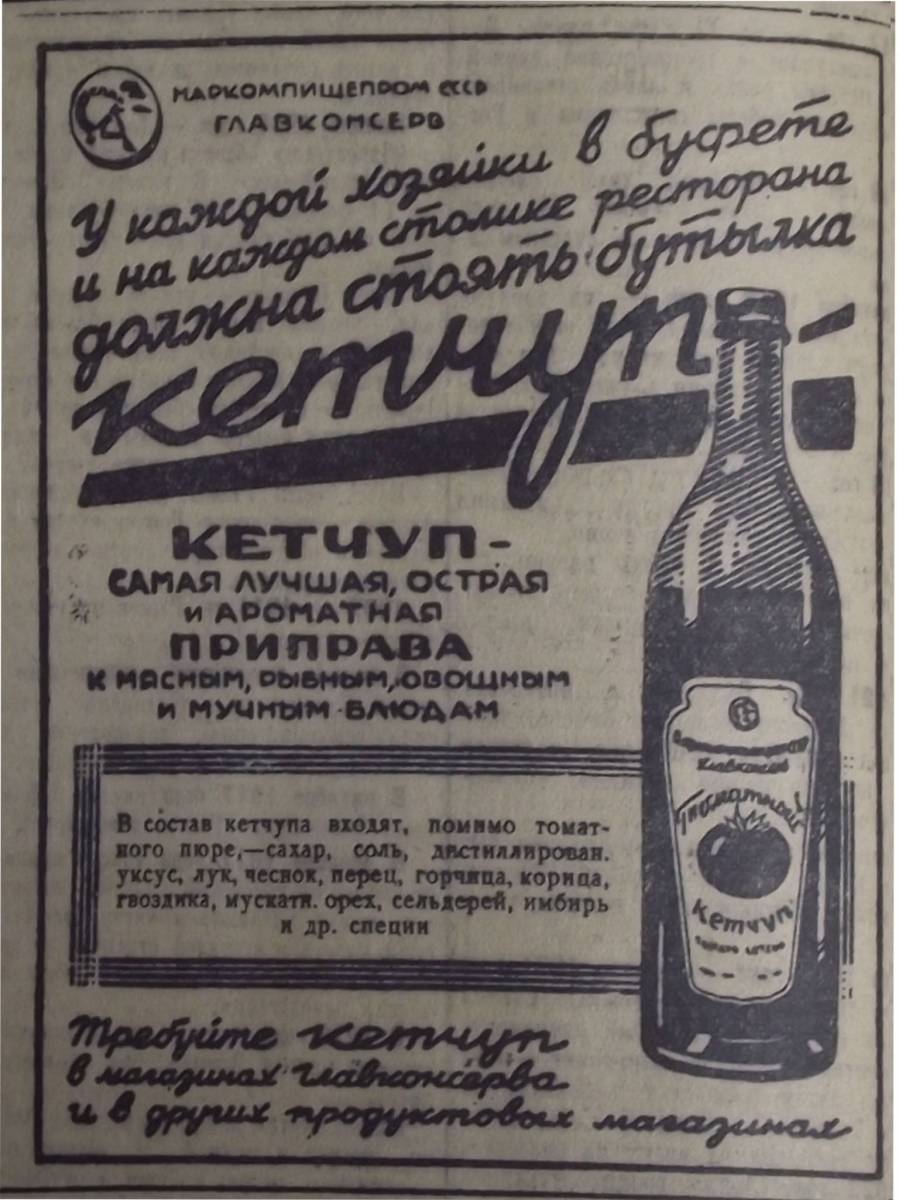 НАРКОМПИЩЕПРОМ СССР
ГЛАВКОНСЕРВ
У каждой хозяйки в буфете
и на каждом столике ресторана
должна стоять бутылка
кетчуп
КЕТЧУП-
САМАЯ ЛУЧШАЯ, ОСТРАЯ
И АРОМАТНАЯ
ПРИПРАВА
К МЯСНЫМ, РЫБНЫМ, ОВОЩНЫМ
И МУЧНЫМ БЛЮДАМ
В состав кетчупа входят, помимо томат-
ного пюре,—сахар, соль, дистиллирован.
уксус, лук, чеснок, перец, горчица, корица,
гвоздика, мускатн. орех, сельдерей, имбирь
и др. специи
Главконсерв
Томатный
кетчуп
Требуйте кетчуп
в магазинах Главконсерва
и в других продуктовых магазинах